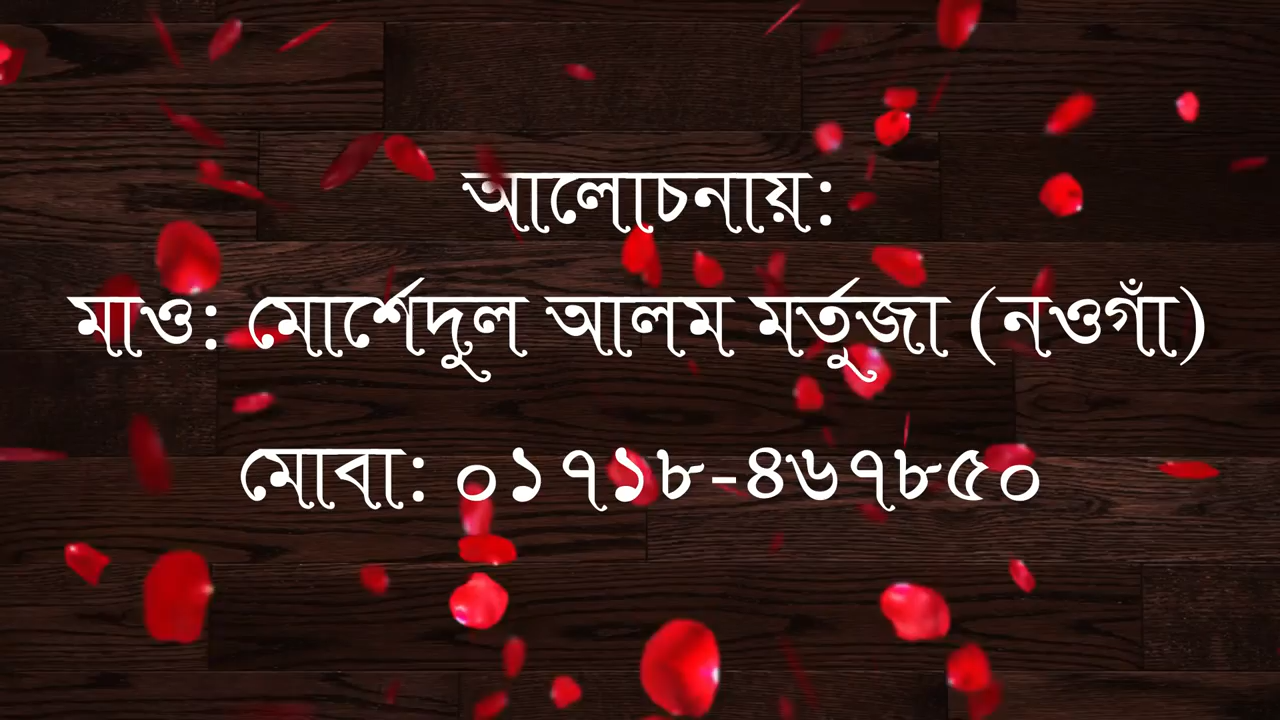 আলোচনায়:
মাও: মোর্শেদুল আলম মর্তুজা (নওগাঁ)
মোবা: ০১৭১৮-৪৬৭৮৫০